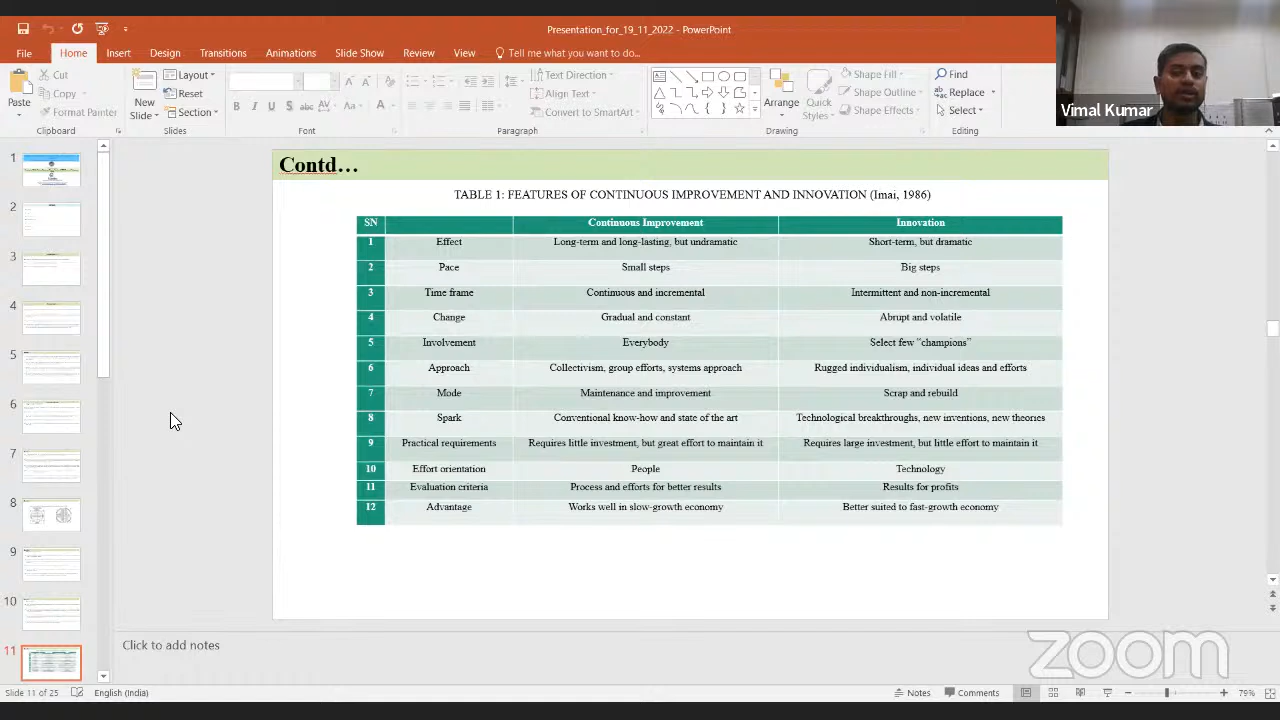 Presentation_for_19_11_2022 - PowerPoint
File Home Insert Design Transitions Animations Slide Show Review View Tell me what you want to do...
Paste
Cut
Copy
Format Painter
Clipboard
New Slide
Layout
Reset
Section
Slides
B I U S abc AV Aa A
Font
Text Direction
Align Text
Convert to SmartArt
Paragraph
Arrange
Quick Styles
Shape Fill
Shape Outline
Shape Effects
Drawing
Find
Replace
Select
Editing
Vimal Kumar
1
4
5
6
8
9
10
11
Contd…
TABLE 1: FEATURES OF CONTINUOUS IMPROVEMENT AND INNOVATION (Imai, 1986)
SN Continuous Improvement Innovation
1 Effect Long-term and long-lasting, but undramatic Short-term, but dramatic
2 Pace Small steps Big steps
3 Time frame Continuous and incremental Intermittent and non-incremental
4 Change Gradual and constant Abrupt and volatile
5 Involvement Everybody Select few “champions”
6 Approach Collectivism, group efforts, systems approach Rugged individualism, individual ideas and efforts
7 Mode Maintenance and improvement Scrap and rebuild
8 Spark Conventional know-how and state of the art Technological breakthroughs, new inventions, new theories
9 Practical requirements Requires little investment, but great effort to maintain it Requires large investment, but little effort to maintain it
10 Effort orientation People Technology
11 Evaluation criteria Process and efforts for better results Results for profits
12 Advantage Works well in slow-growth economy Better suited to fast-growth economy
Click to add notes
zoom
Slide 11 of 25 English (India) Notes Comments 79%